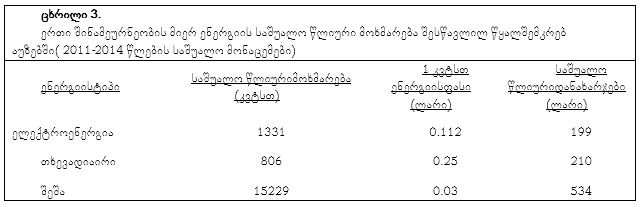 ცხრილი 3.
ერთი შინამეურნეობის მიერ ენერგიის საშუალო წლიური მოხმარება შესწავლილ წყალშემკრებ
აუზებში( 2011-2014 წლების საშუალო მონაცემები)
ენერგიისტიპი საშუალო წლიურიმოხმარება (კვტსთ) 1 კვტსთ ენერგიისფასი (ლარი) საშუალო წლიურიდანახარჯები (ლარი)
ელექტროენერგია 1331 0.112 199
თხევადიაირი 806 0.25 210
შეშა 15229 0.03 534